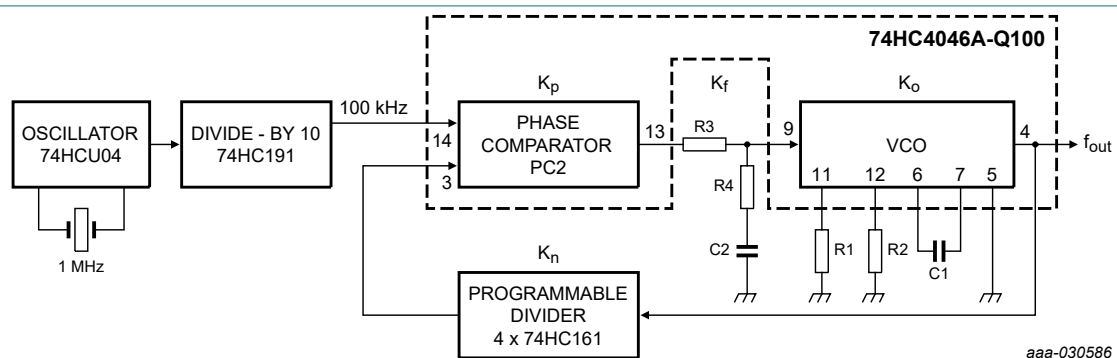 74HC4046A-Q100
OSCILLATOR
74HCU04
1 MHz
DIVIDE - BY 10
74HC191
100 kHz
14
3
Kp
PHASE
COMPARATOR
PC2
13
Kf
R3
R4
C2
Ko
9
VCO
4
11
12
6
7
5
R1
R2
C1
fout
Kn
PROGRAMMABLE
DIVIDER
4 x 74HC161
aaa-030586